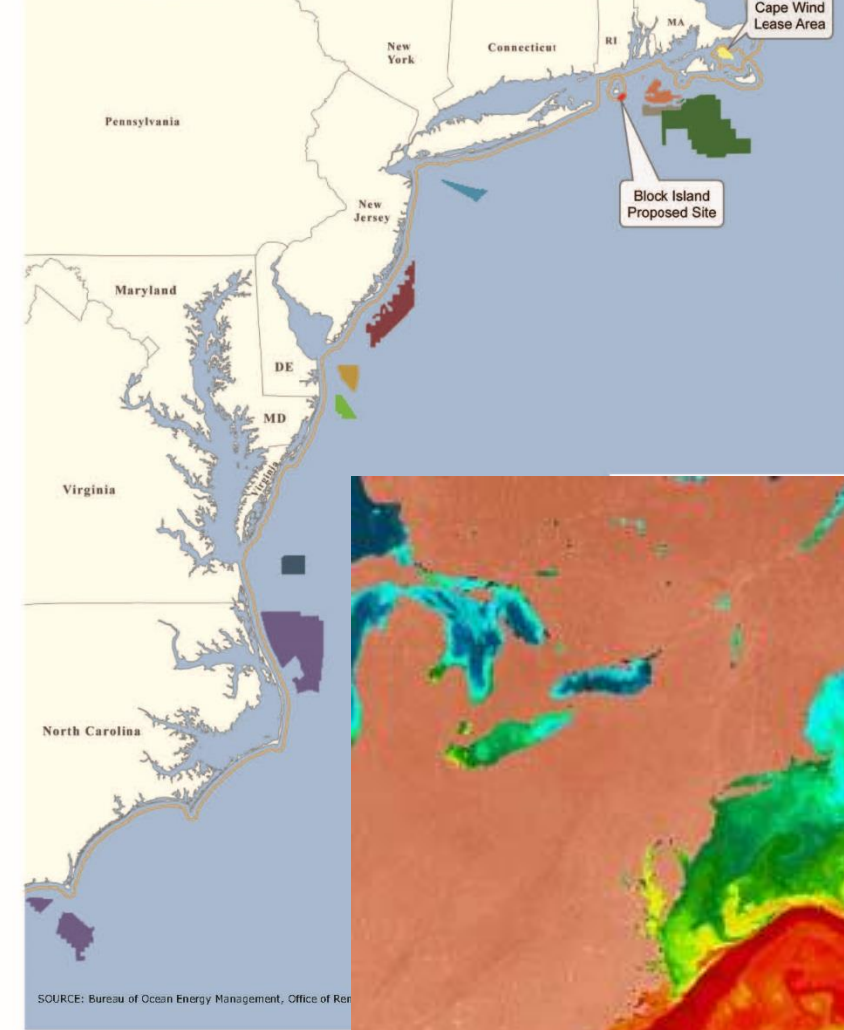 Cape Wind
Lease Area
MA
RI
New
York
Connecticut
Pennsylvania
Block Island
Proposed Site
New
Jersey
Maryland
DE
MD
Virginia
Virginia
North Carolina
SOURCE: Bureau of Ocean Energy Management, Office of Ren